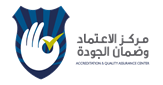 مركز الاعتماد
وضمان الجودة
ACCREDITATION & QUALITY ASSURANCE CENTER